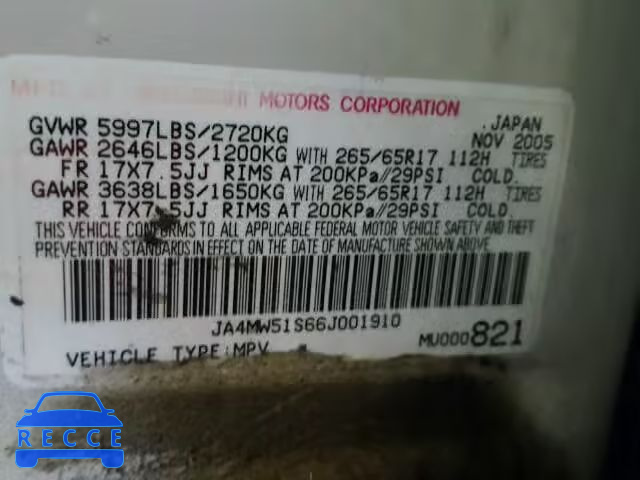 MOTORS CORPORATION
JAPAN
GVWR 5997LBS/2720KG NOV 2005
GAWR 2646LBS/1200KG WITH 265/65R17 112H TIRES
FR 17X7.5JJ RIMS AT 200KPa//29PSI COLD.
GAWR 3638LBS/1650KG WITH 265/65R17 112H TIRES
RR 17X7.5JJ RIMS AT 200KPa//29PSI COLD.
THIS VEHICLE CONFORMS TO ALL APPLICABLE FEDERAL MOTOR VEHICLE SAFETY AND THEFT
PREVENTION STANDARDS IN EFFECT ON THE DATE OF MANUFACTURE SHOWN ABOVE.
JA4MW51S66J001910
VEHICLE TYPE:MPV MU000821
RECCE